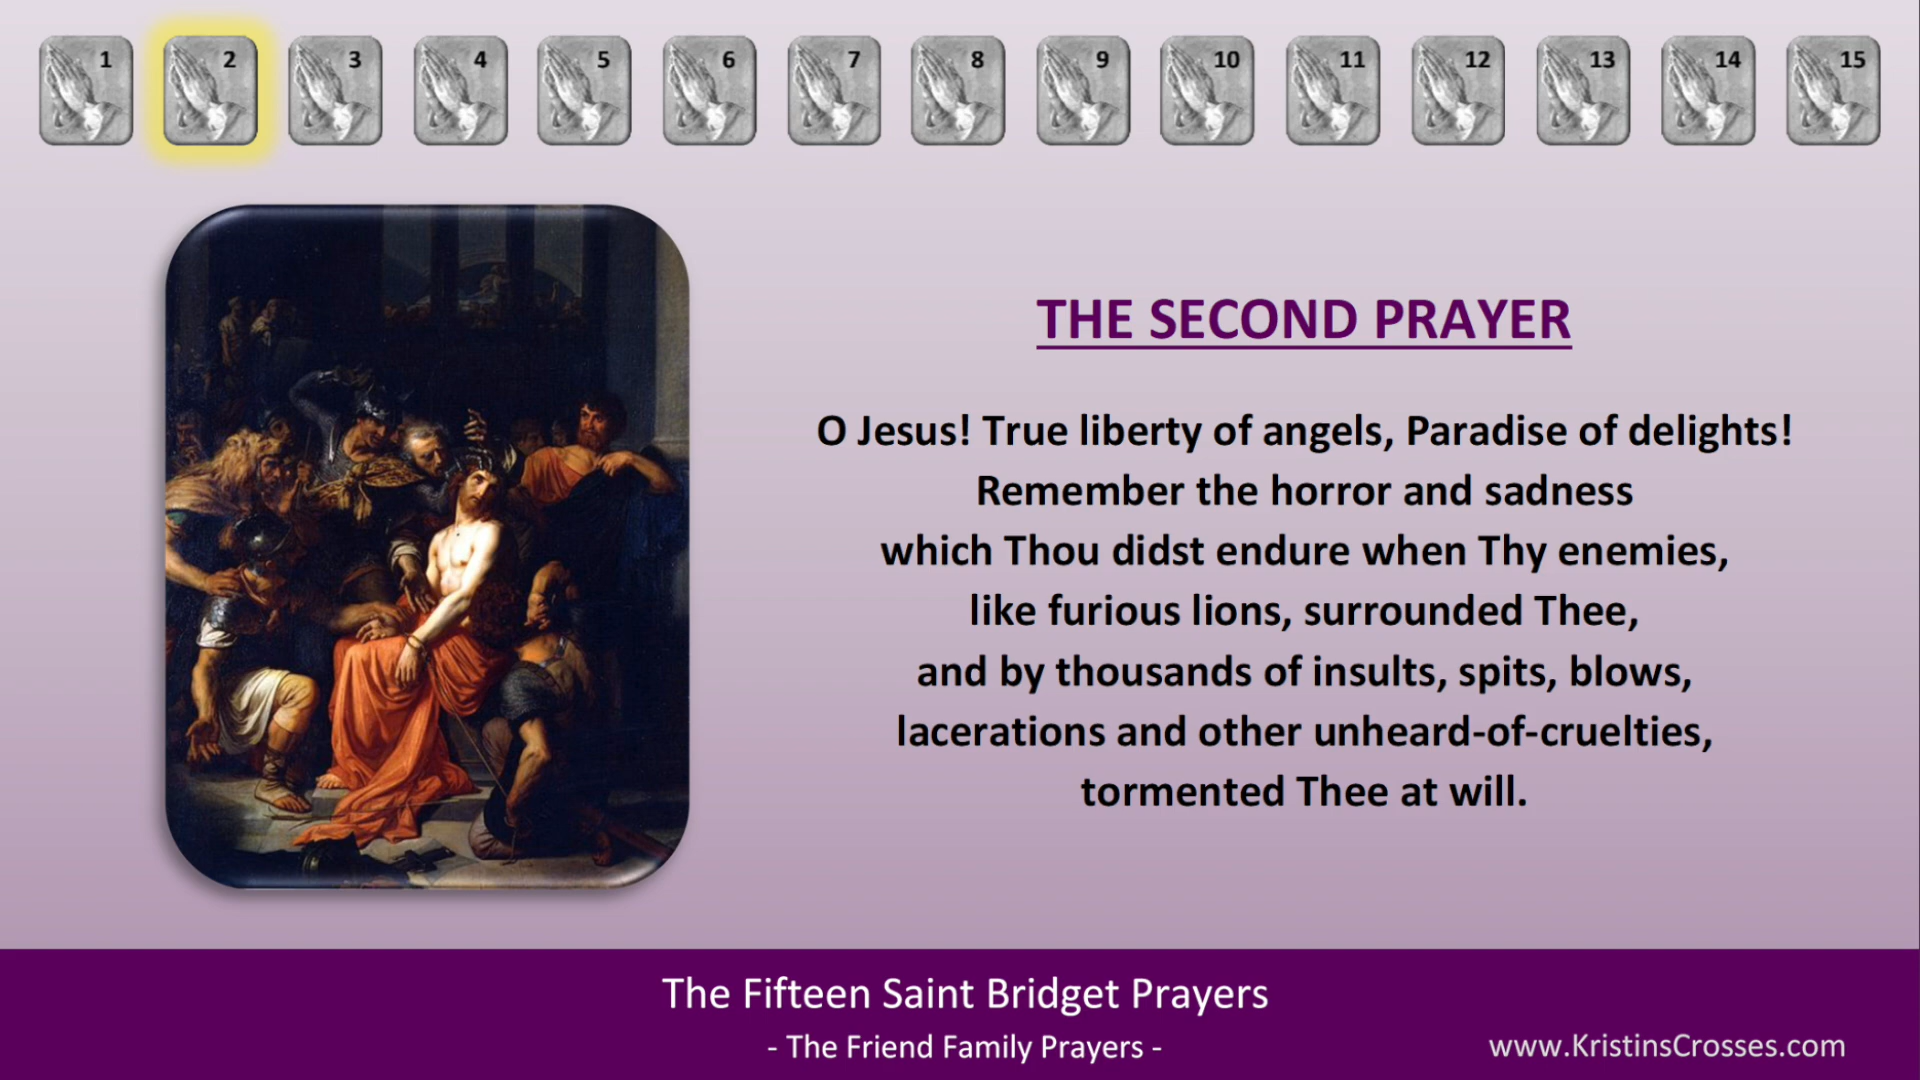 1 2 3 4 5 6 7 8 9 10 11 12 13 14 15
THE SECOND PRAYER
O Jesus! True liberty of angels, Paradise of delights!
Remember the horror and sadness
which Thou didst endure when Thy enemies,
like furious lions, surrounded Thee,
and by thousands of insults, spits, blows,
lacerations and other unheard-of-cruelties,
tormented Thee at will.
The Fifteen Saint Bridget Prayers
- The Friend Family Prayers -
www.KristinsCrosses.com